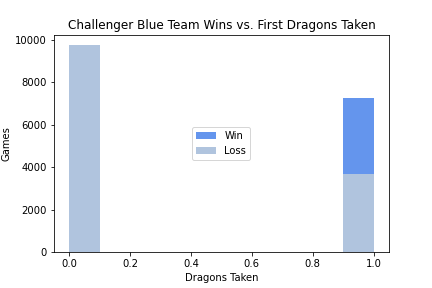 Challenger Blue Team Wins vs. First Dragons Taken
10000
8000
6000
4000
2000
0
Games
Win
Loss
0.0 0.2 0.4 0.6 0.8 1.0
Dragons Taken